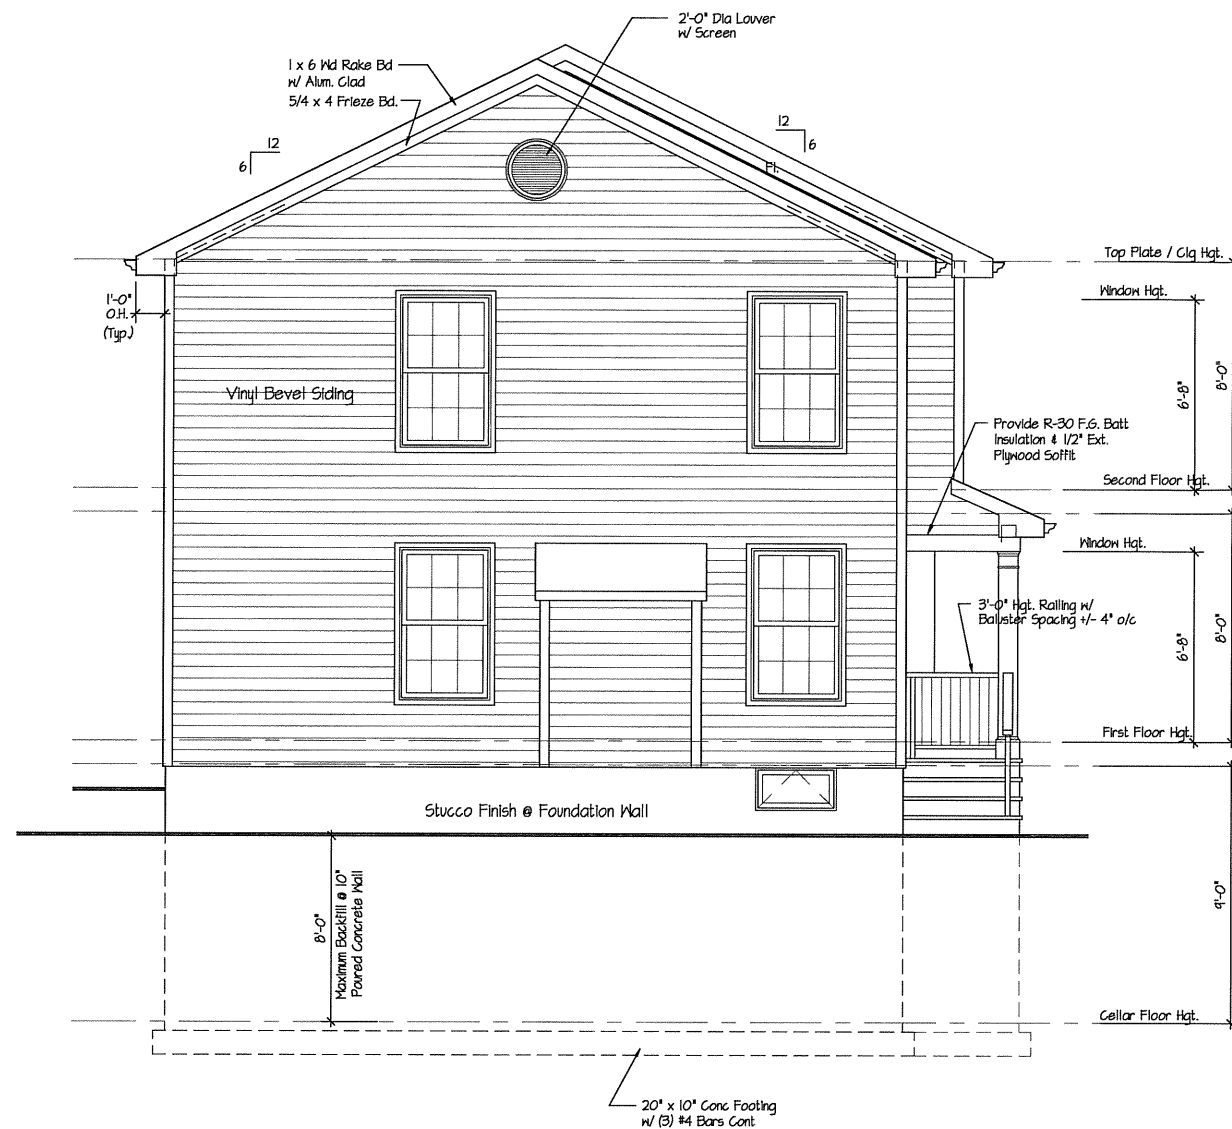 2'-0" Dia Louver
w/ Screen
1 x 6 Wd Rake Bd
w/ Alum. Clad
5/4 x 4 Frieze Bd.
12
6
12
6
Fl.
Top Plate / Clg Hgt.
Window Hgt.
1'-0"
O.H.
(Typ.)
6'-8"
8'-0"
Vinyl Bevel Siding
Provide R-30 F.G. Batt
Insulation & 1/2" Ext.
Plywood Soffit
Second Floor Hgt.
Window Hgt.
3'-0" Hgt. Railing w/
Baluster Spacing +/- 4" o/c
6'-8"
8'-0"
First Floor Hgt.
Stucco Finish @ Foundation Wall
8'-0"
Maximum Backfill @ 10"
Poured Concrete Wall
9'-0"
Cellar Floor Hgt.
20" x 10" Conc Footing
w/ (3) #4 Bars Cont